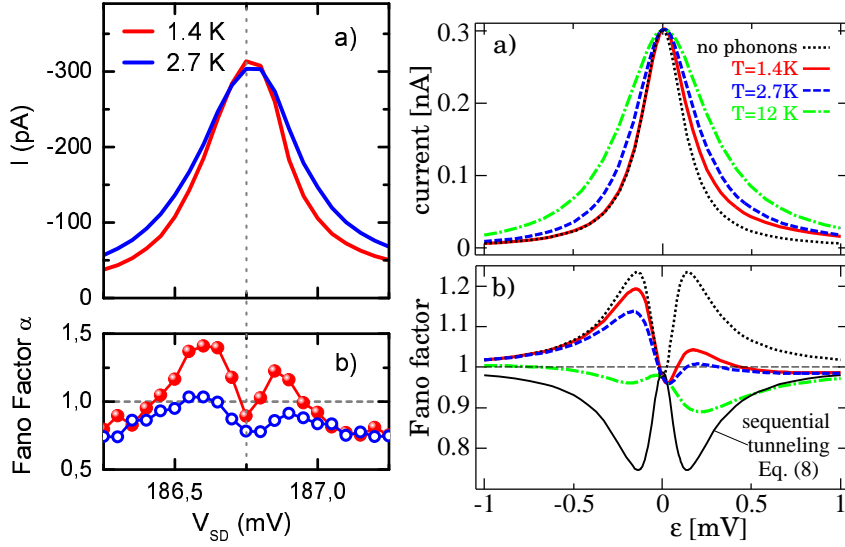 1.4 K
2.7 K
a)
-300
-200
-100
0
I (pA)
b)
1,5
1,0
0,5
Fano Factor α
186,5
187,0
V_SD (mV)
a)
no phonons
T=1.4K
T=2.7K
T=12 K
0.3
0.2
0.1
0
current [nA]
b)
1.2
1.1
1
0.9
0.8
Fano factor
sequential
tunneling
Eq. (8)
-1
-0.5
0
0.5
1
ε [mV]